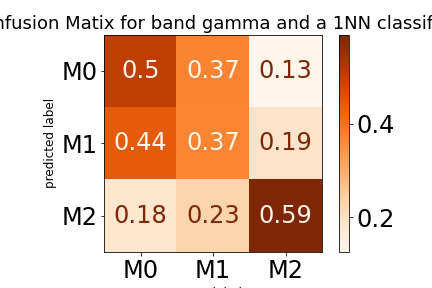 nfusion Matix for band gamma and a 1NN classif
M0 0.5 0.37 0.13
M1 0.44 0.37 0.19
M2 0.18 0.23 0.59
M0 M1 M2
predicted label
0.4
0.2